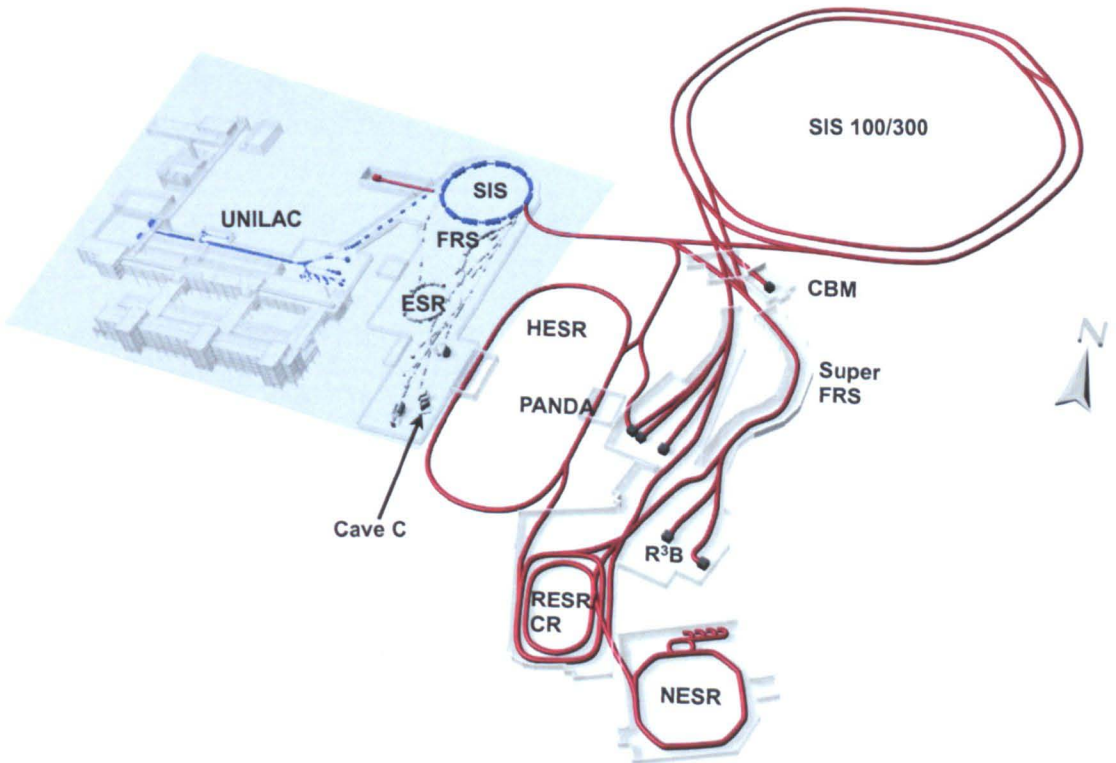 SIS 100/300
SIS
UNILAC
FRS
ESR
CBM
HESR
N
Super
FRS
PANDA
Cave C
R³B
RESR
CR
NESR